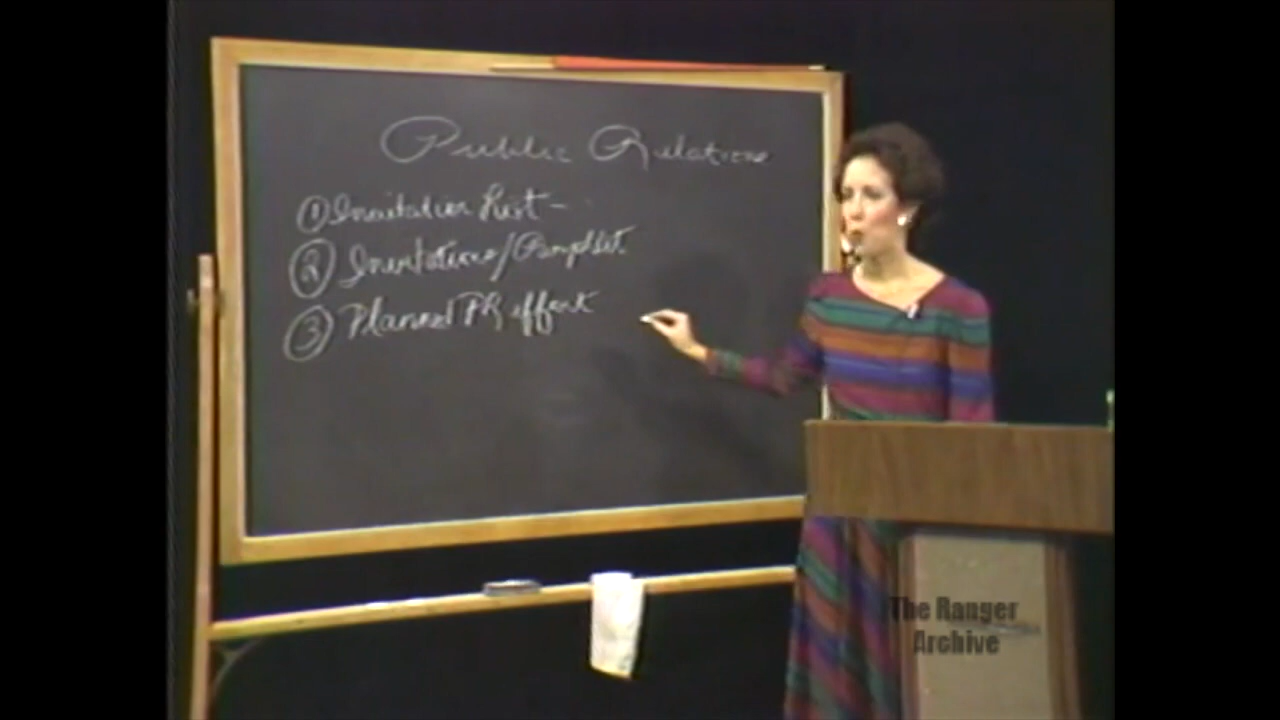 Public Relations
① Invitation List -
② Invitations/Pamphlet
③ Planned PR effort
The Ranger
Archive